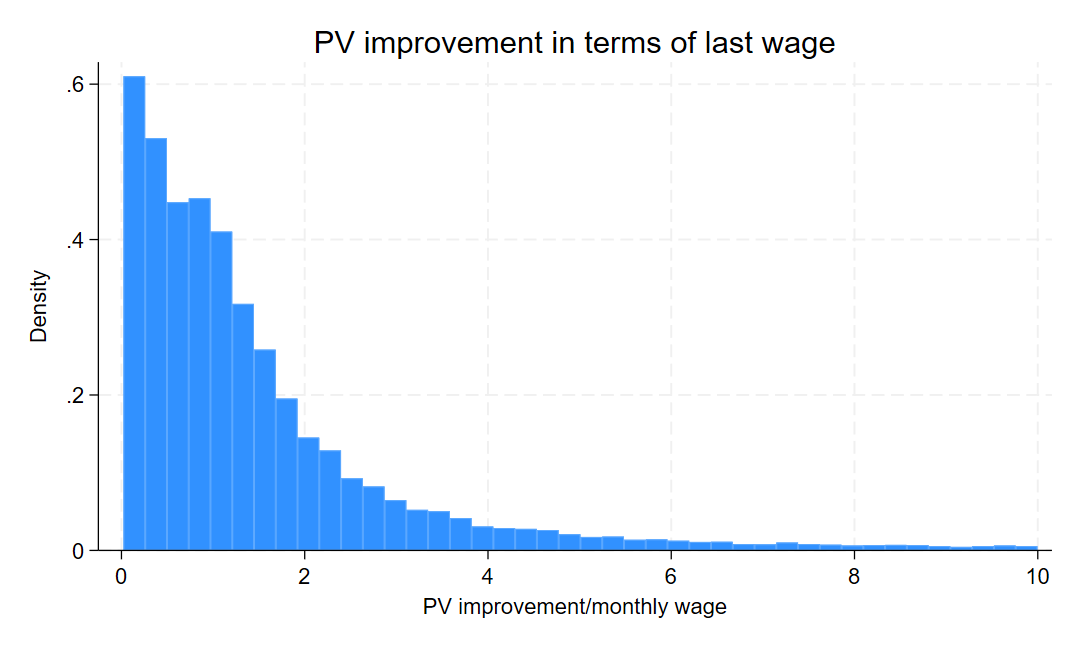 PV improvement in terms of last wage
.6
.4
.2
0
Density
0 2 4 6 8 10
PV improvement/monthly wage